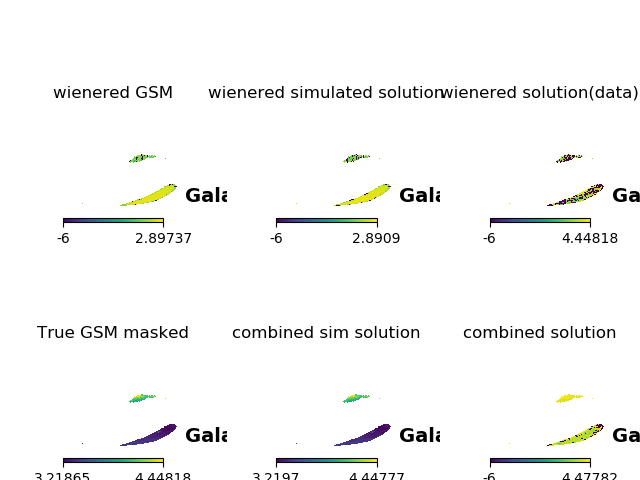 wienered GSM
wienered simulated solution
wienered solution(data)
Gala
Gala
Ga
-6 2.89737
-6 2.8909
-6 4.44818
True GSM masked
combined sim solution
combined solution
Gala
Gala
Ga
3.21865 4.44818
3.2197 4.44777
-6 4.47782